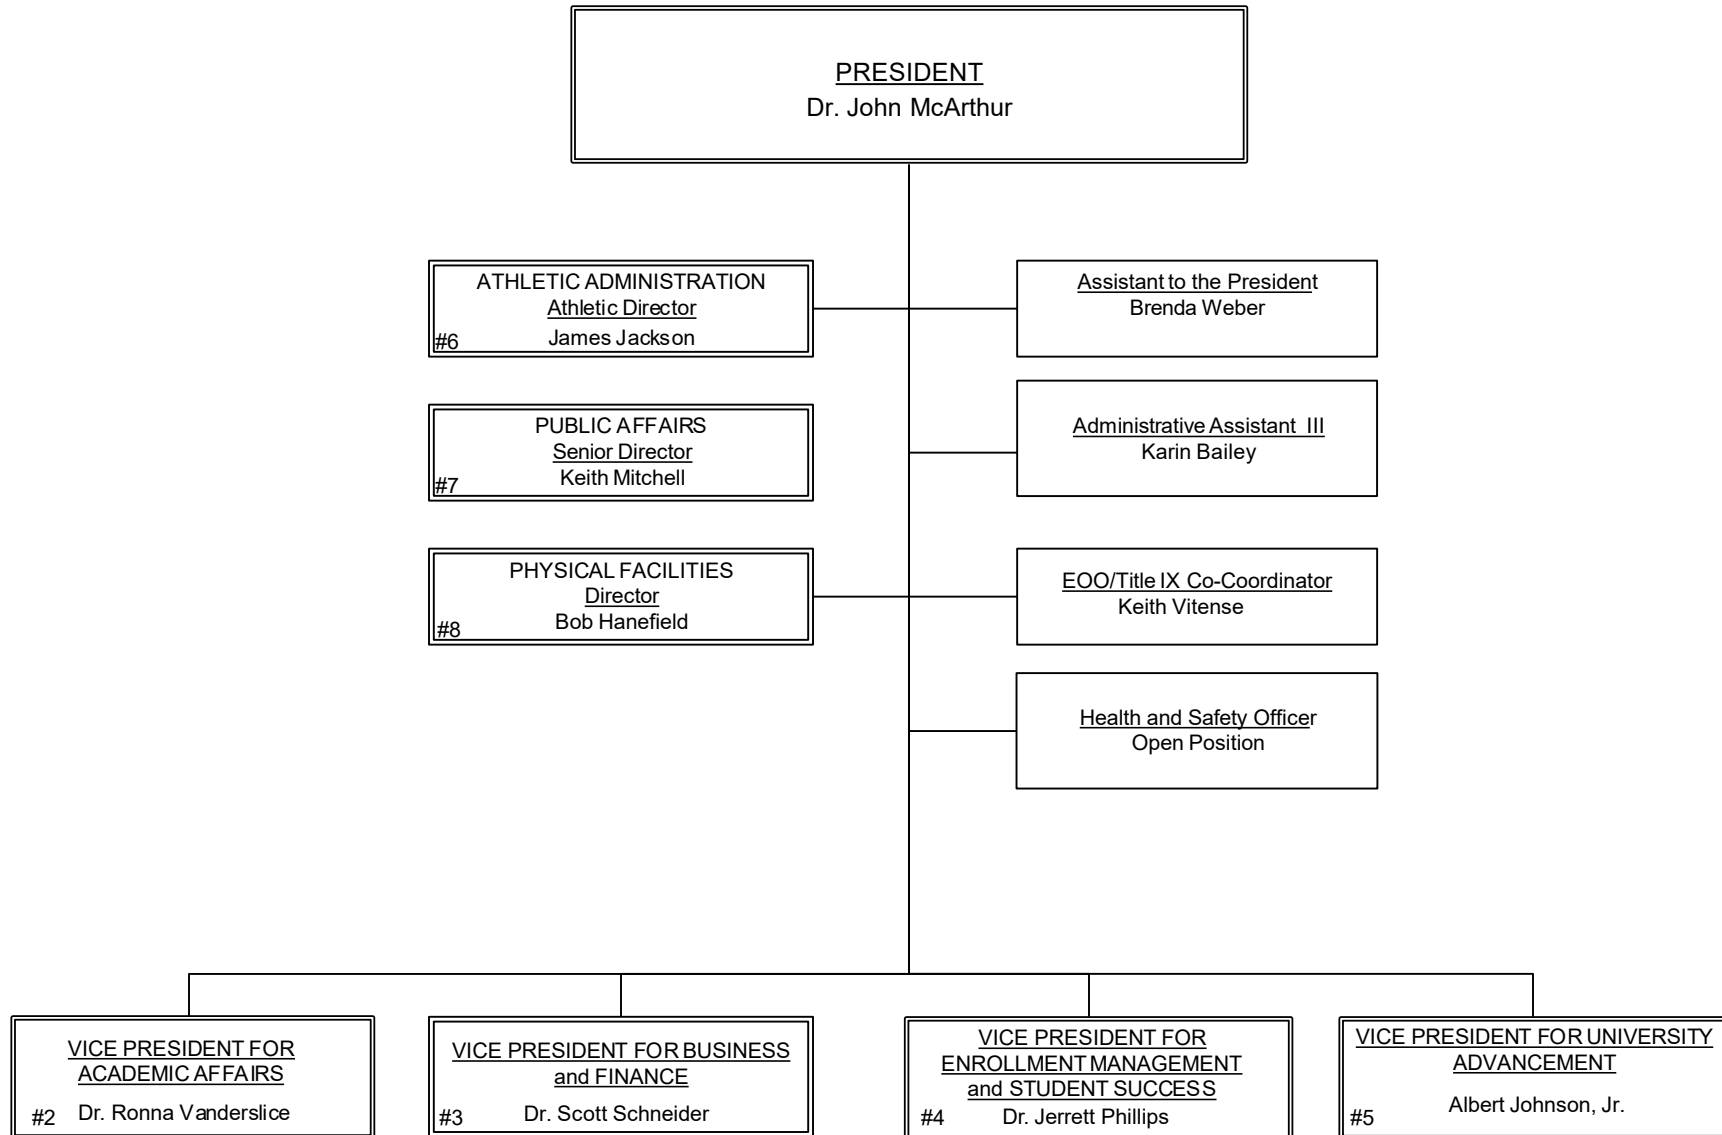 PRESIDENT
Dr. John McArthur
ATHLETIC ADMINISTRATION
Athletic Director
James Jackson
#6
Assistant to the President
Brenda Weber
PUBLIC AFFAIRS
Senior Director
Keith Mitchell
#7
Administrative Assistant III
Karin Bailey
PHYSICAL FACILITIES
Director
Bob Hanefield
#8
EOO/Title IX Co-Coordinator
Keith Vitense
Health and Safety Officer
Open Position
VICE PRESIDENT FOR
ACADEMIC AFFAIRS
#2 Dr. Ronna Vanderslice
VICE PRESIDENT FOR BUSINESS
and FINANCE
#3 Dr. Scott Schneider
VICE PRESIDENT FOR
ENROLLMENT MANAGEMENT
and STUDENT SUCCESS
#4 Dr. Jerrett Phillips
VICE PRESIDENT FOR UNIVERSITY
ADVANCEMENT
#5 Albert Johnson, Jr.